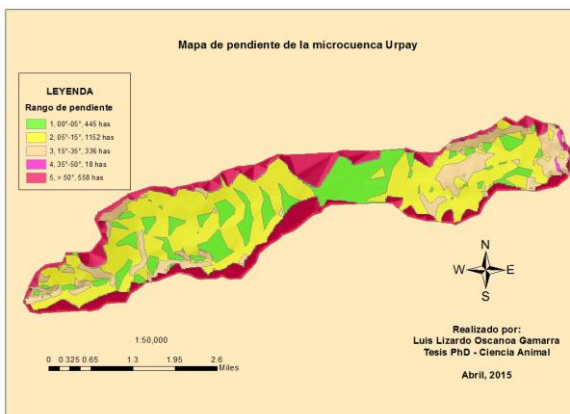 Mapa de pendiente de la microcuenca Urpay
LEYENDA
Rango de pendiente
1, 00°-05°, 445 has
2, 05°-15°, 1152 has
3, 15°-35°, 336 has
4, 35°-50°, 18 has
5, > 50°, 558 has
N
W E
S
1:50,000
0 0.325 0.65 1.3 1.95 2.6
Miles
Realizado por:
Luis Lizardo Oscanoa Gamarra
Tesis PhD - Ciencia Animal
Abril, 2015